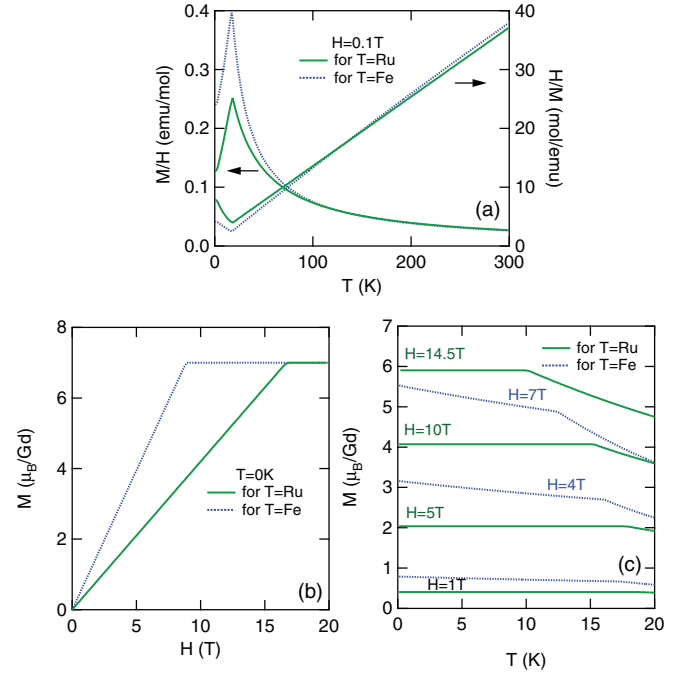 H=0.1T
for T=Ru
for T=Fe
M/H (emu/mol)
0.4
0.3
0.2
0.1
0.0
H/M (mol/emu)
40
30
20
10
0
(a)
0 100 200 300
T (K)
M (μB/Gd)
8
6
4
2
0
T=0K
for T=Ru
for T=Fe
(b)
0 5 10 15 20
H (T)
M (μB/Gd)
7
6
5
4
3
2
1
0
for T=Ru
for T=Fe
H=14.5T
H=7T
H=10T
H=4T
H=5T
H=1T
(c)
0 5 10 15 20
T (K)